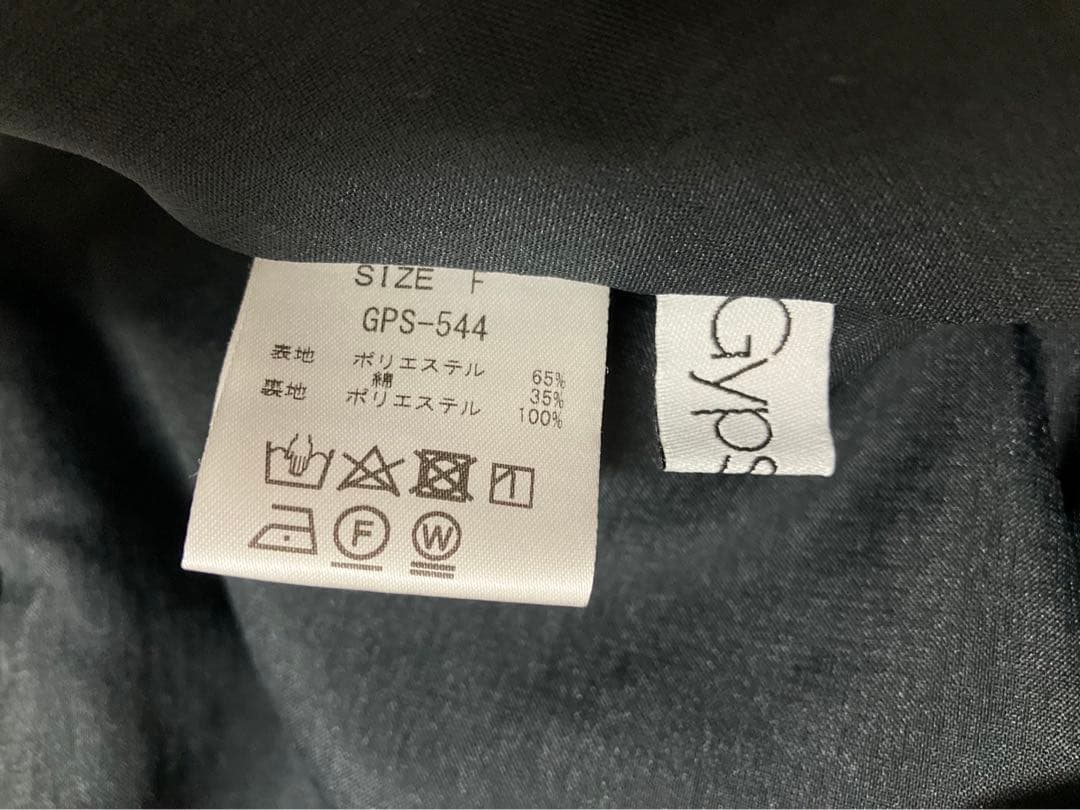 SIZE F
GPS-544
表地 ポリエステル 65%
綿 35%
裏地 ポリエステル 100%
F
W
Gyps